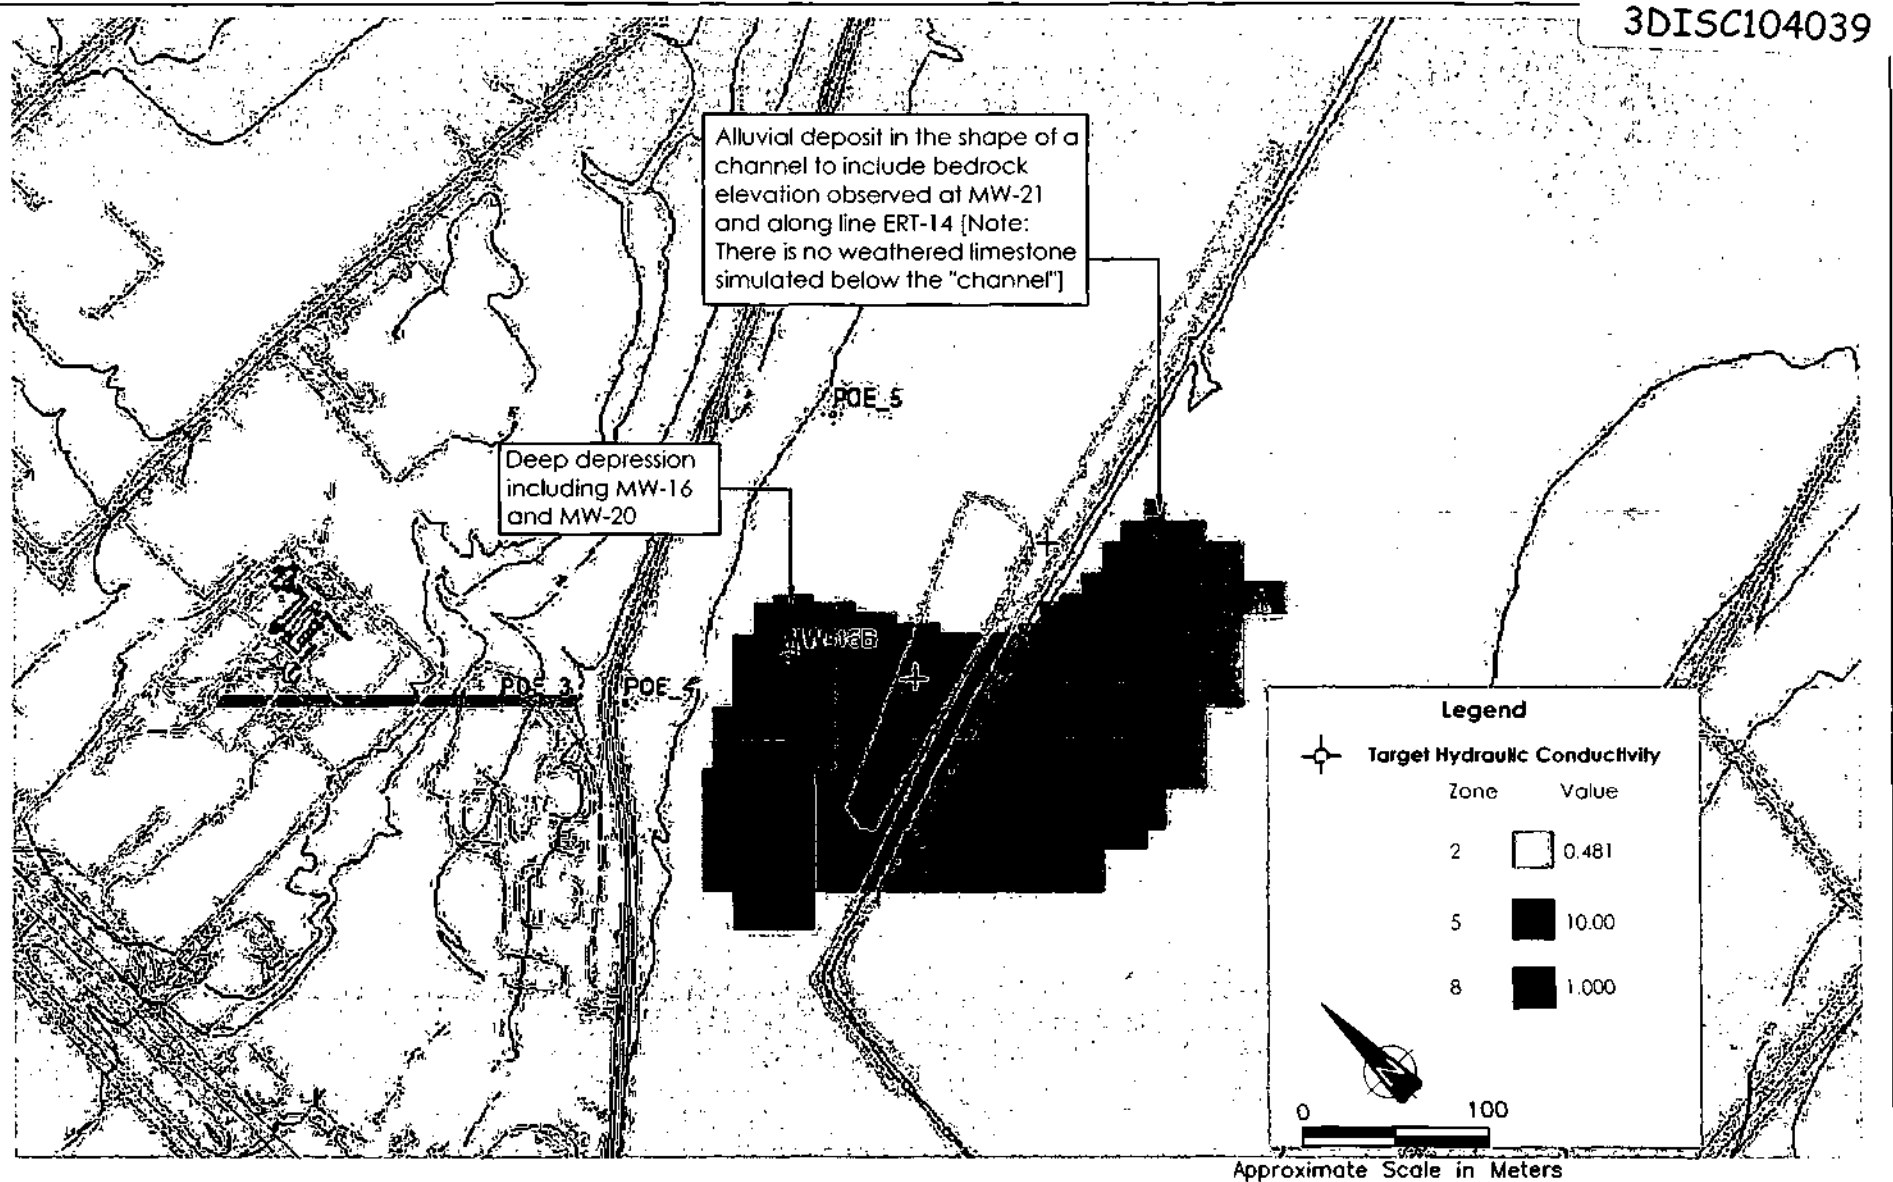 3DISC104039
Alluvial deposit in the shape of a
channel to include bedrock
elevation observed at MW-21
and along line ERT-14 [Note:
There is no weathered limestone
simulated below the "channel"]
POE_5
Deep depression
including MW-16
and MW-20
MW-16B
POE_3
POE_
Legend
Target Hydraulic Conductivity
Zone Value
2 0.481
5 10.00
8 1.000
N
0 100
Approximate Scale in Meters